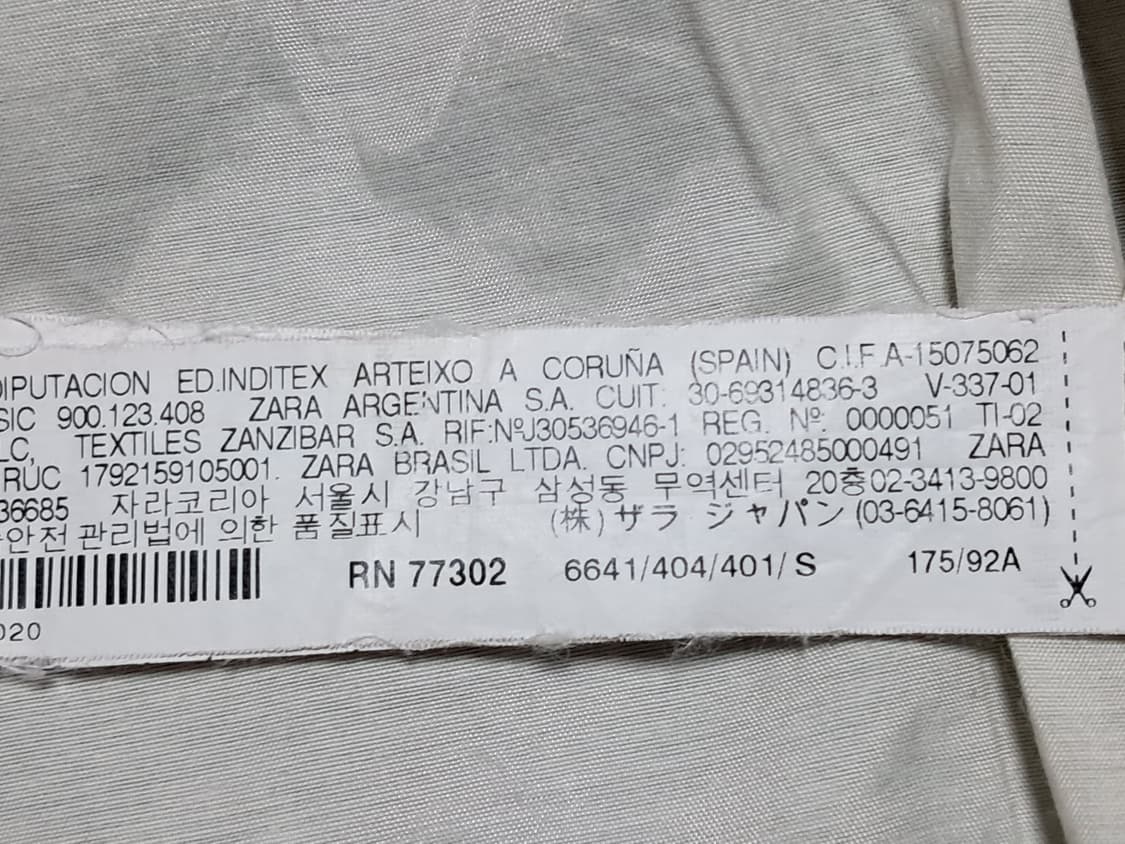 DIPUTACION ED.INDITEX ARTEIXO A CORUÑA (SPAIN) C.I.F.A-15075062
SIC 900.123.408 ZARA ARGENTINA S.A. CUIT: 30-69314836-3 V-337-01
LC, TEXTILES ZANZIBAR S.A. RIF:NºJ30536946-1 REG. Nº: 0000051 TI-02
RUC 1792159105001. ZARA BRASIL LTDA. CNPJ: 02952485000491 ZARA
36685 자라코리아 서울시 강남구 삼성동 무역센터 20층02-3413-9800
안전 관리법에 의한 품질표시 (株)ザラ ジャパン (03-6415-8061)
RN 77302 6641/404/401/S 175/92A
020